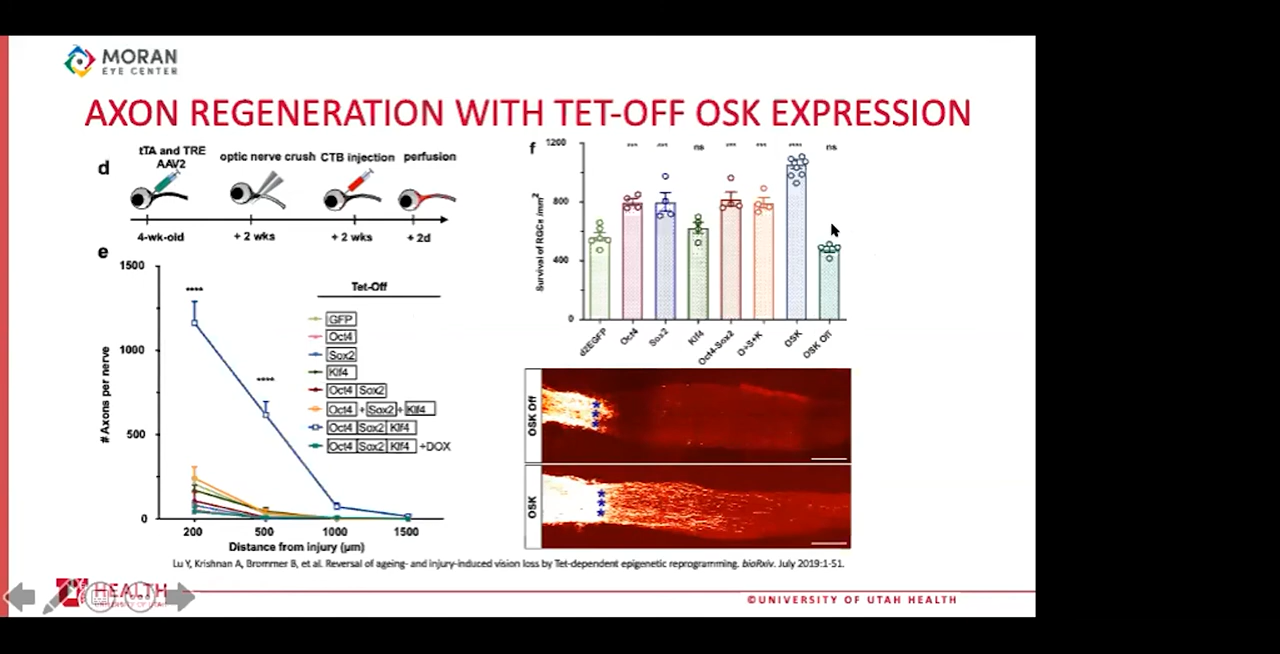 MORAN
EYE CENTER
AXON REGENERATION WITH TET-OFF OSK EXPRESSION
d
tTA and TRE
AAV2
optic nerve crush
CTB injection
perfusion
4-wk-old
+ 2 wks
+ 2 wks
+ 2d
e
# Axons per nerve
1500
1000
500
0
****
****
200
500
1000
1500
Distance from injury (µm)
Tet-Off
GFP
Oct4
Sox2
Klf4
Oct4 Sox2
Oct4 + Sox2 + Klf4
Oct4 Sox2 Klf4
Oct4 Sox2 Klf4 +DOX
f
Survival of RGCs /mm²
1200
800
400
0
ns
ns
d2EGFP
Oct4
Sox2
Klf4
Oct4-Sox2
O+S+K
OSK
OSK Off
OSK Off
OSK
Lu Y, Krishnan A, Brommer B, et al. Reversal of ageing- and injury-induced vision loss by Tet-dependent epigenetic reprogramming. bioRxiv. July 2019:1-51.
HEALTH
©UNIVERSITY OF UTAH HEALTH